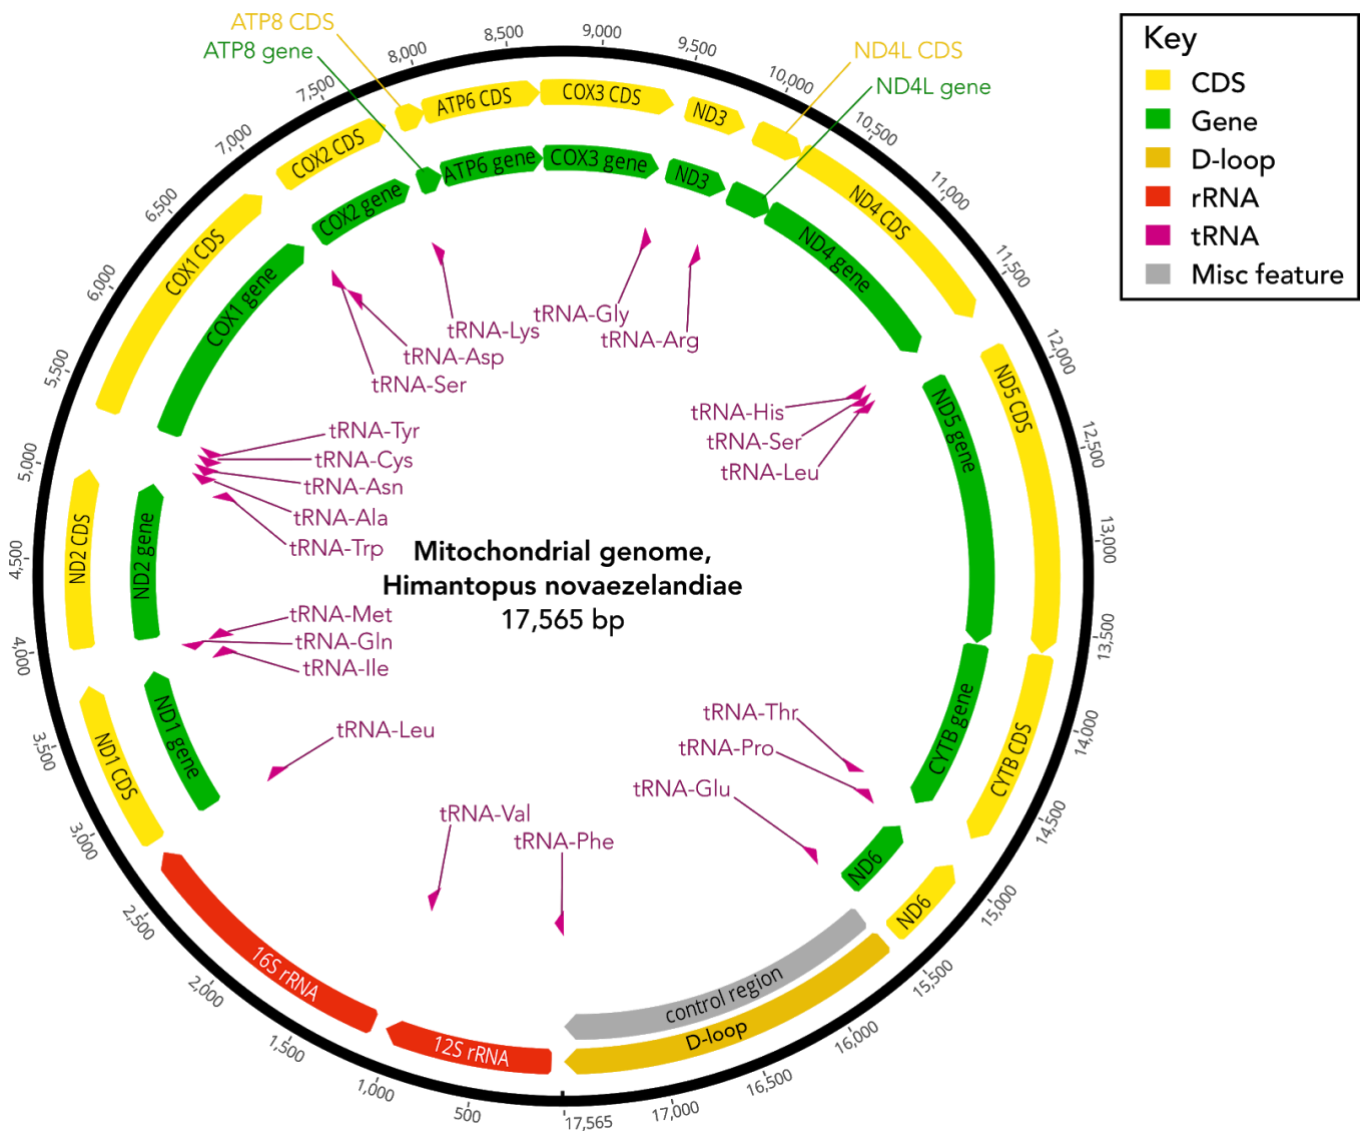 ATP8 CDS
ATP8 gene
ND4L CDS
ND4L gene
Key
CDS
Gene
D-loop
rRNA
tRNA
Misc feature
7,500
8,000
8,500
9,000
9,500
10,000
10,500
11,000
11,500
12,000
12,500
13,000
13,500
14,000
14,500
15,000
15,500
16,000
16,500
17,000
17,565
500
1,000
1,500
2,000
2,500
3,000
3,500
4,000
4,500
5,000
5,500
6,000
6,500
7,000
COX1 CDS
COX2 CDS
ATP6 CDS
COX3 CDS
ND3
ND4 CDS
ND5 CDS
CYTB CDS
ND6
ND1 CDS
ND2 CDS
COX1 gene
COX2 gene
ATP6 gene
COX3 gene
ND3
ND4 gene
ND5 gene
CYTB gene
ND6
ND1 gene
ND2 gene
tRNA-Lys
tRNA-Asp
tRNA-Ser
tRNA-Gly
tRNA-Arg
tRNA-His
tRNA-Ser
tRNA-Leu
tRNA-Tyr
tRNA-Cys
tRNA-Asn
tRNA-Ala
tRNA-Trp
Mitochondrial genome,
Himantopus novaezelandiae
17,565 bp
tRNA-Met
tRNA-Gln
tRNA-Ile
tRNA-Leu
tRNA-Val
tRNA-Phe
tRNA-Thr
tRNA-Pro
tRNA-Glu
16S rRNA
12S rRNA
control region
D-loop